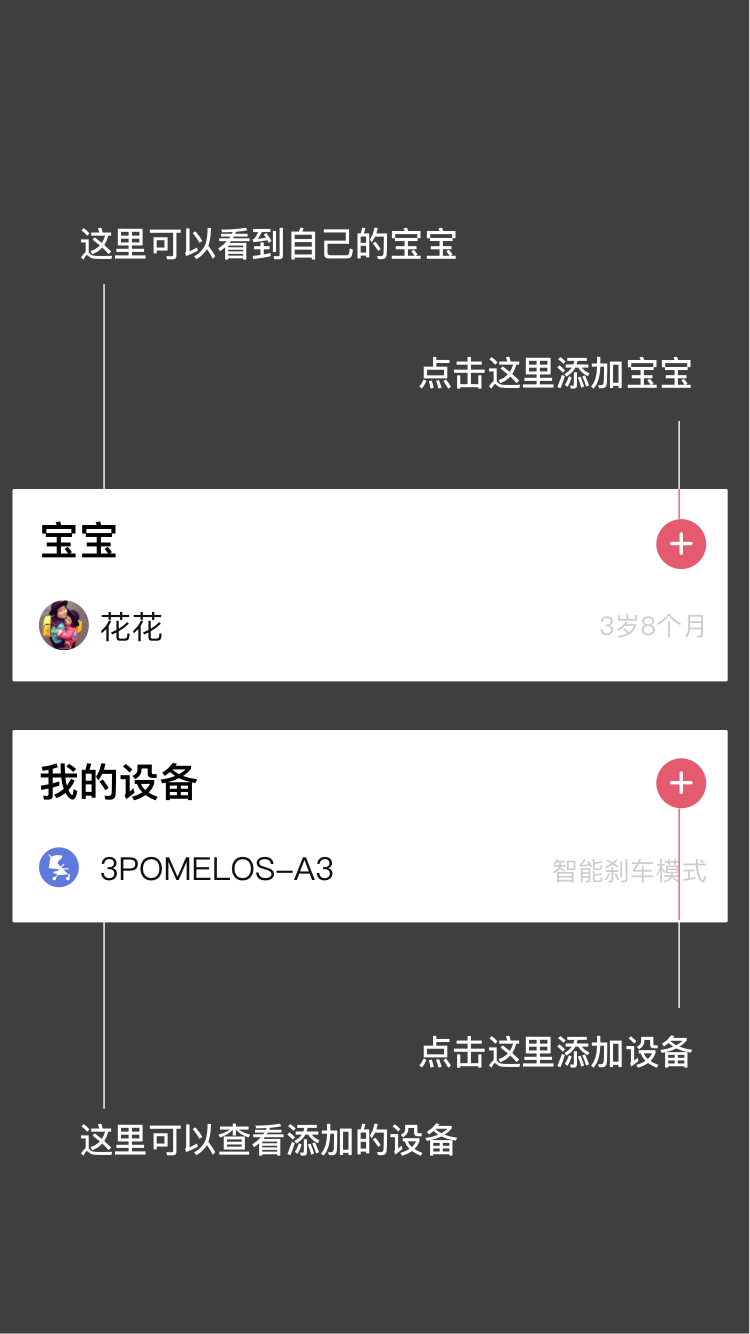 这里可以看到自己的宝宝
点击这里添加宝宝
宝宝
花花
3岁8个月
我的设备
3POMELOS–A3
智能刹车模式
点击这里添加设备
这里可以查看添加的设备